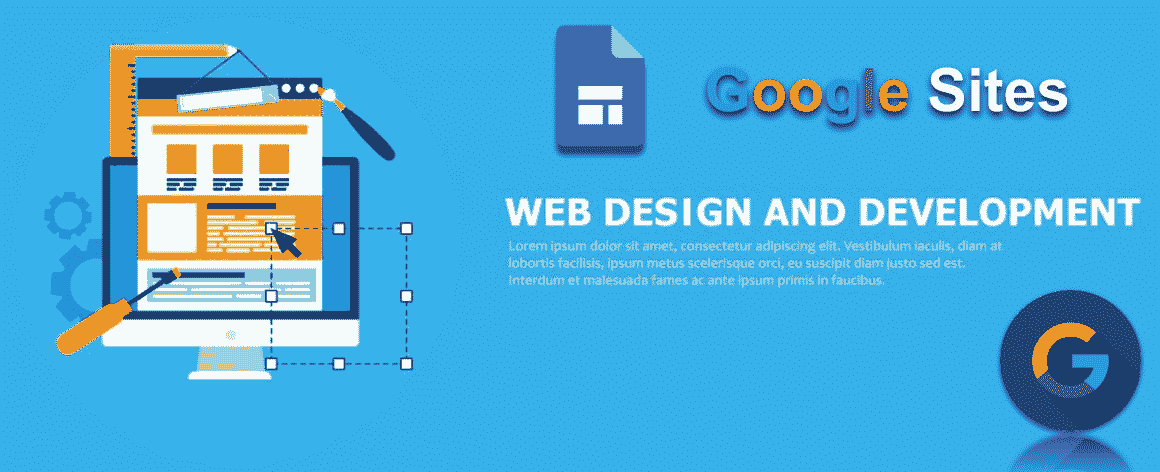 Google Sites
WEB DESIGN AND DEVELOPMENT
Lorem ipsum dolor sit amet, consectetur adipiscing elit. Vestibulum iaculis, diam at
lobortis facilisis, ipsum metus scelerisque orci, eu suscipit diam justo sed est.
Interdum et malesuada fames ac ante ipsum primis in faucibus.
G